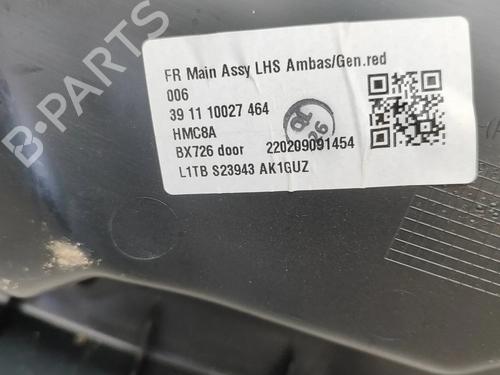 FR Main Assy LHS Ambas/Gen.red
006
39 11 10027 464
HMC8A
BX726 door 220209091454
L1TB S23943 AK1GUZ